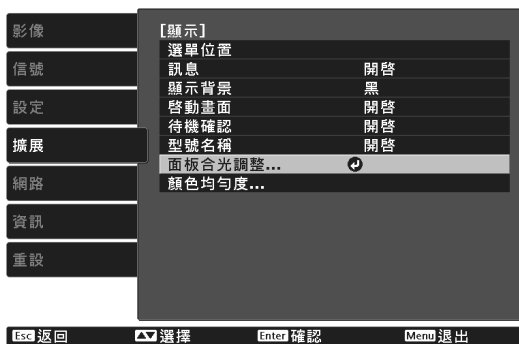 影像
信號
設定
擴展
網路
資訊
重設
[顯示]
選單位置
訊息 開啓
顯示背景 黑
啓動畫面 開啓
待機確認 開啓
型號名稱 開啓
面板合光調整...
顏色均勻度...
Esc 返回 選擇 Enter 確認 Menu 退出